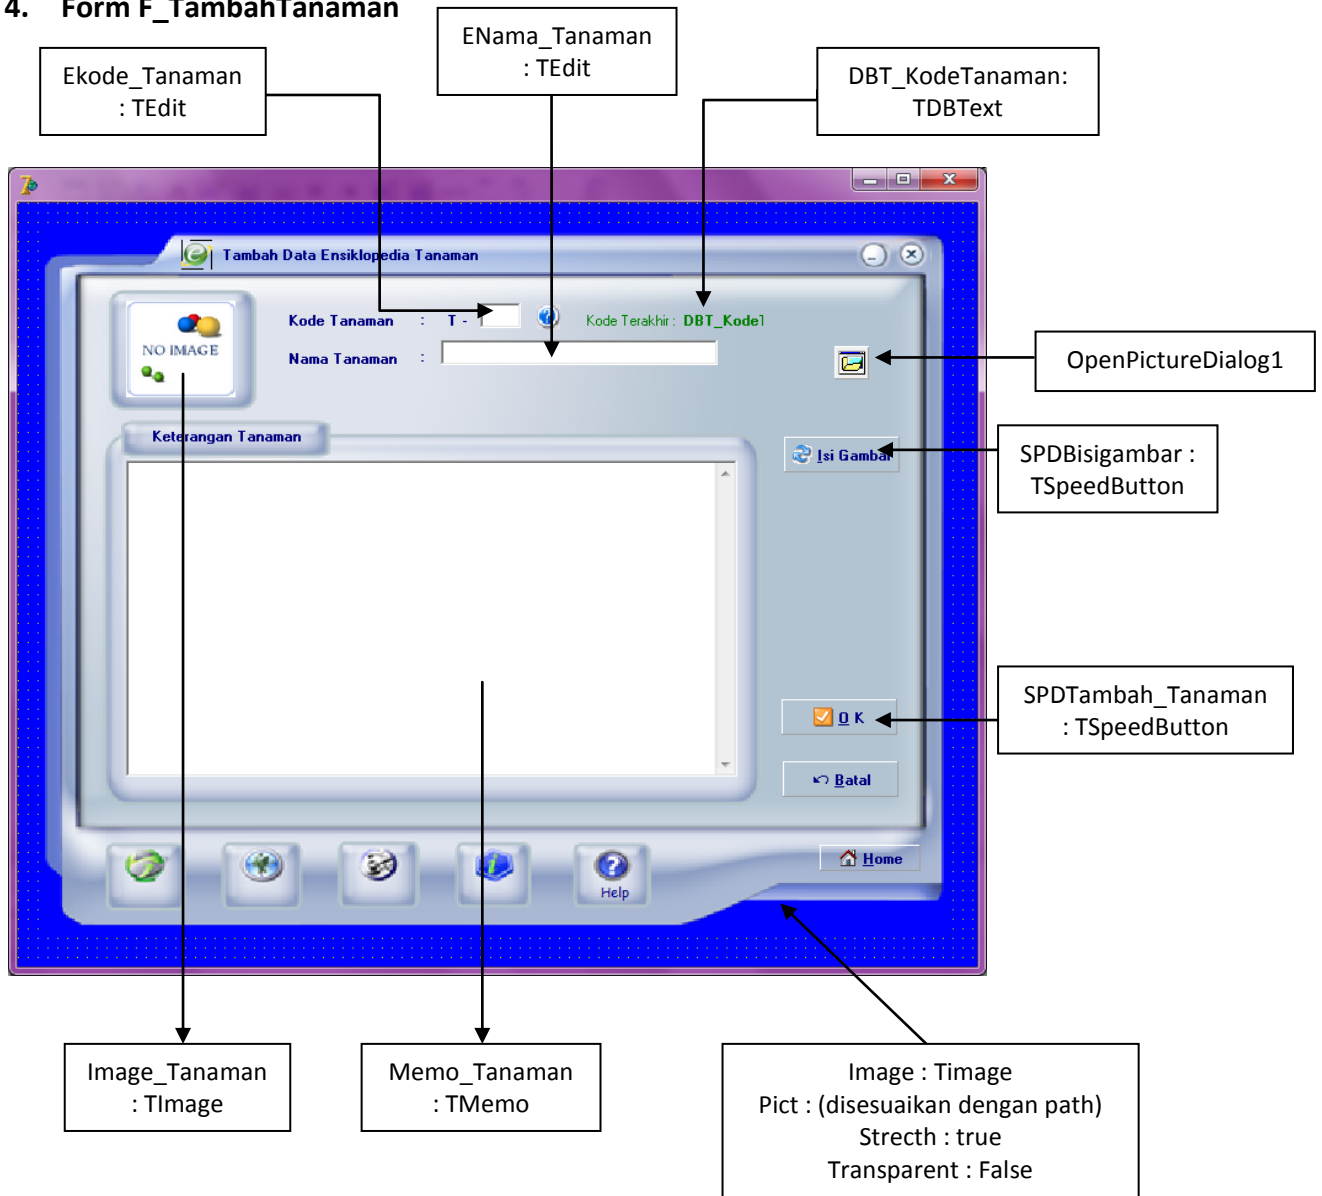 4. Form F_TambahTanaman
ENama_Tanaman
: TEdit
Ekode_Tanaman
: TEdit
DBT_KodeTanaman:
TDBText
Tambah Data Ensiklopedia Tanaman
NO IMAGE
Kode Tanaman : T -
Kode Terakhir : DBT_Kode
Nama Tanaman :
OpenPictureDialog1
Keterangan Tanaman
Isi Gambar
SPDBisigambar :
TSpeedButton
SPDTambah_Tanaman
: TSpeedButton
O K
Batal
Home
Help
Image_Tanaman
: TImage
Memo_Tanaman
: TMemo
Image : Timage
Pict : (disesuaikan dengan path)
Strecth : true
Transparent : False